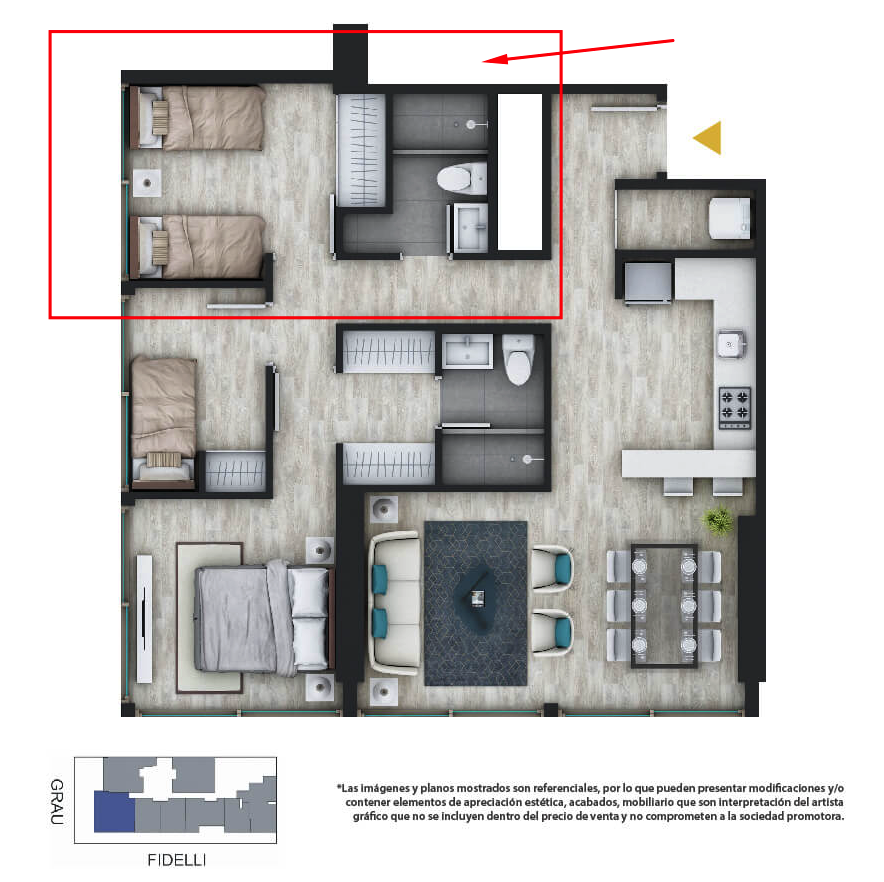 GRAU
FIDELLI
*Las imágenes y planos mostrados son referenciales, por lo que pueden presentar modificaciones y/o
contener elementos de apreciación estética, acabados, mobiliario que son interpretación del artista
gráfico que no se incluyen dentro del precio de venta y no comprometen a la sociedad promotora.